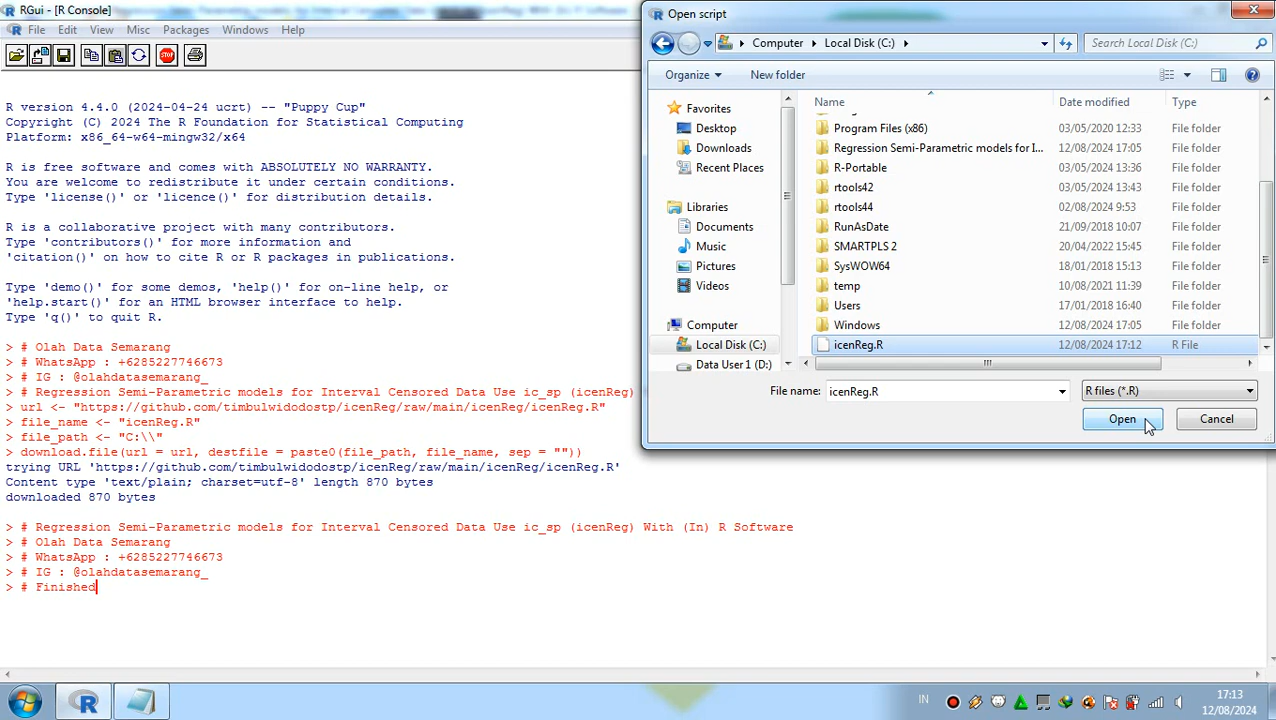 RGui - [R Console]
File Edit View Misc Packages Windows Help
STOP
R version 4.4.0 (2024-04-24 ucrt) -- "Puppy Cup"
Copyright (C) 2024 The R Foundation for Statistical Computing
Platform: x86_64-w64-mingw32/x64
R is free software and comes with ABSOLUTELY NO WARRANTY.
You are welcome to redistribute it under certain conditions.
Type 'license()' or 'licence()' for distribution details.
R is a collaborative project with many contributors.
Type 'contributors()' for more information and
'citation()' on how to cite R or R packages in publications.
Type 'demo()' for some demos, 'help()' for on-line help, or
'help.start()' for an HTML browser interface to help.
Type 'q()' to quit R.
> # Olah Data Semarang
> # WhatsApp : +6285227746673
> # IG : @olahdatasemarang_
> # Regression Semi-Parametric models for Interval Censored Data Use ic_sp (icenReg)
> url <- "https://github.com/timbulwidodostp/icenReg/raw/main/icenReg/icenReg.R"
> file_name <- "icenReg.R"
> file_path <- "C:\\"
> download.file(url = url, destfile = paste0(file_path, file_name, sep = ""))
trying URL 'https://github.com/timbulwidodostp/icenReg/raw/main/icenReg/icenReg.R'
Content type 'text/plain; charset=utf-8' length 870 bytes
downloaded 870 bytes
> # Regression Semi-Parametric models for Interval Censored Data Use ic_sp (icenReg) With (In) R Software
> # Olah Data Semarang
> # WhatsApp : +6285227746673
> # IG : @olahdatasemarang_
> # Finished
Open script
Computer Local Disk (C:)
Search Local Disk (C:)
Organize New folder
Favorites
Desktop
Downloads
Recent Places
Libraries
Documents
Music
Pictures
Videos
Computer
Local Disk (C:)
Data User 1 (D:)
Name Date modified Type
Program Files (x86) 03/05/2020 12:33 File folder
Regression Semi-Parametric models for I... 12/08/2024 17:05 File folder
R-Portable 03/05/2024 13:36 File folder
rtools42 03/05/2024 13:43 File folder
rtools44 02/08/2024 9:53 File folder
RunAsDate 21/09/2018 10:07 File folder
SMARTPLS 2 20/04/2022 15:45 File folder
SysWOW64 18/01/2018 15:13 File folder
temp 10/08/2021 11:39 File folder
Users 17/01/2018 16:40 File folder
Windows 12/08/2024 17:05 File folder
icenReg.R 12/08/2024 17:12 R File
File name: icenReg.R R files (*.R)
Open Cancel
IN
17:13
12/08/2024